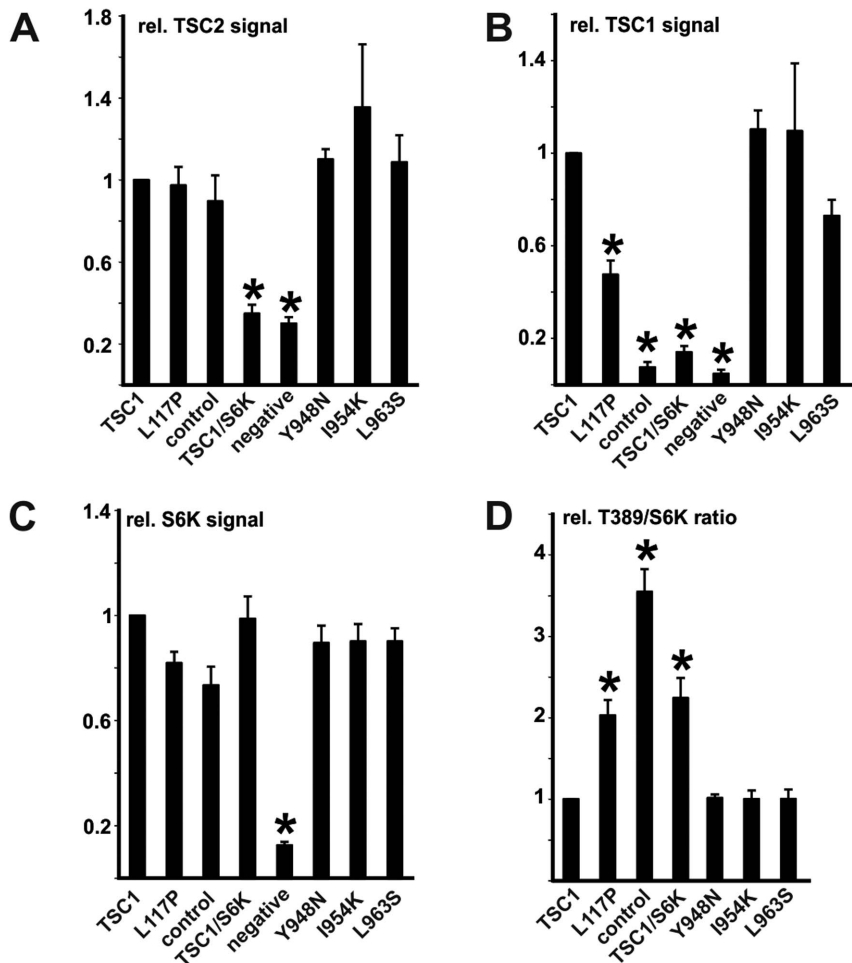 A
rel. TSC2 signal
1.8
1.4
1
0.6
0.2
*
*
TSC1
L117P
control
TSC1/S6K
negative
Y948N
I954K
L963S
B
rel. TSC1 signal
1.4
1
0.6
0.2
*
*
*
*
TSC1
L117P
control
TSC1/S6K
negative
Y948N
I954K
L963S
C
rel. S6K signal
1.4
1
0.6
0.2
*
TSC1
L117P
control
TSC1/S6K
negative
Y948N
I954K
L963S
D
rel. T389/S6K ratio
4
3
2
1
*
*
*
TSC1
L117P
control
TSC1/S6K
Y948N
I954K
L963S